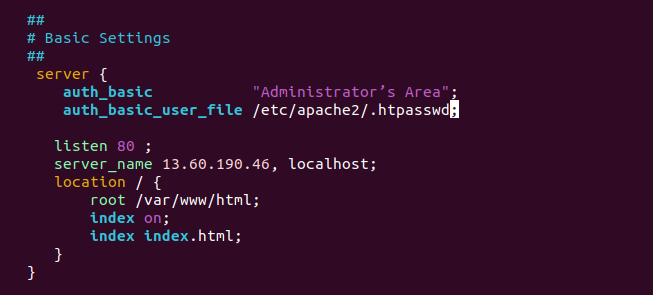 ##
# Basic Settings
##
server {
auth_basic "Administrator’s Area";
auth_basic_user_file /etc/apache2/.htpasswd;
listen 80 ;
server_name 13.60.190.46, localhost;
location / {
root /var/www/html;
index on;
index index.html;
}
}